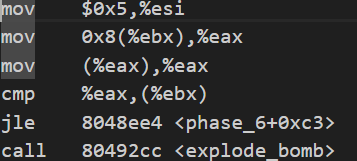 mov $0x5,%esi
mov 0x8(%ebx),%eax
mov (%eax),%eax
cmp %eax,(%ebx)
jle 8048ee4 <phase_6+0xc3>
call 80492cc <explode_bomb>